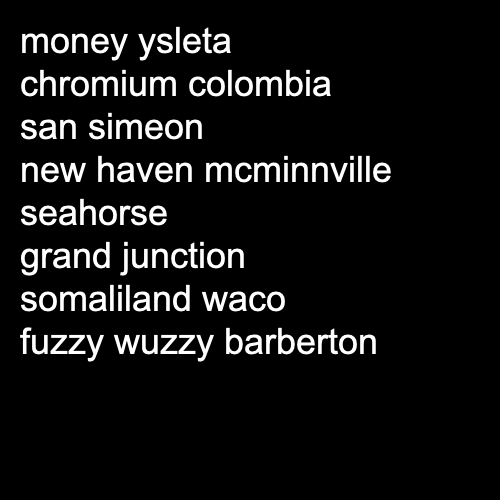 money ysleta
chromium colombia
san simeon
new haven mcminnville
seahorse
grand junction
somaliland waco
fuzzy wuzzy barberton